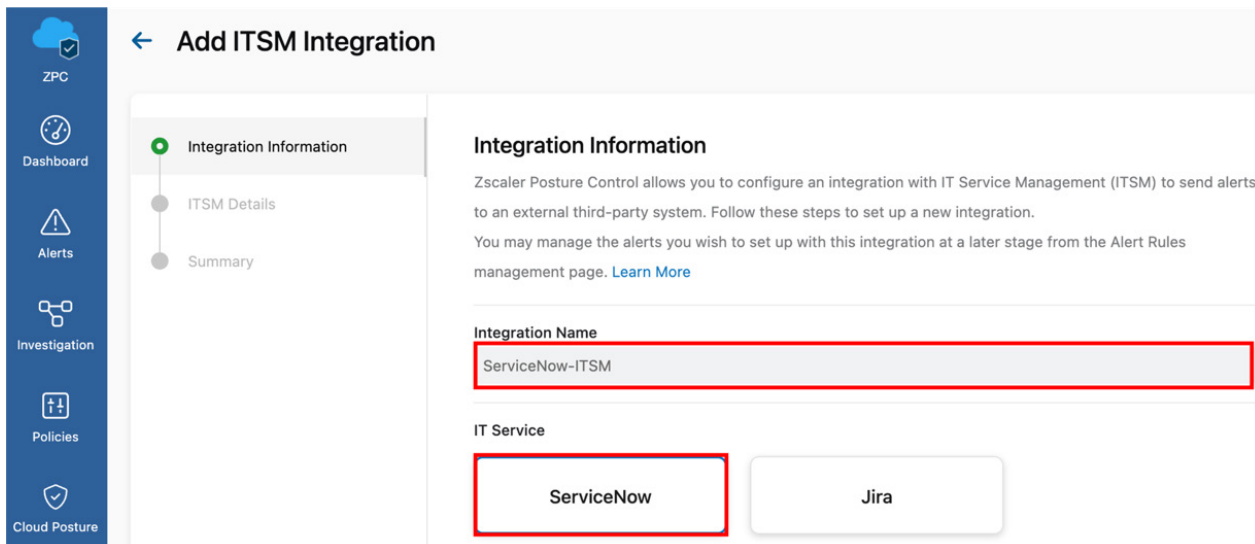 ZPC
Dashboard
Alerts
Investigation
Policies
Cloud Posture
Add ITSM Integration
Integration Information
ITSM Details
Summary
Integration Information
Zscaler Posture Control allows you to configure an integration with IT Service Management (ITSM) to send alerts
to an external third-party system. Follow these steps to set up a new integration.
You may manage the alerts you wish to set up with this integration at a later stage from the Alert Rules
management page. Learn More
Integration Name
ServiceNow-ITSM
IT Service
ServiceNow
Jira